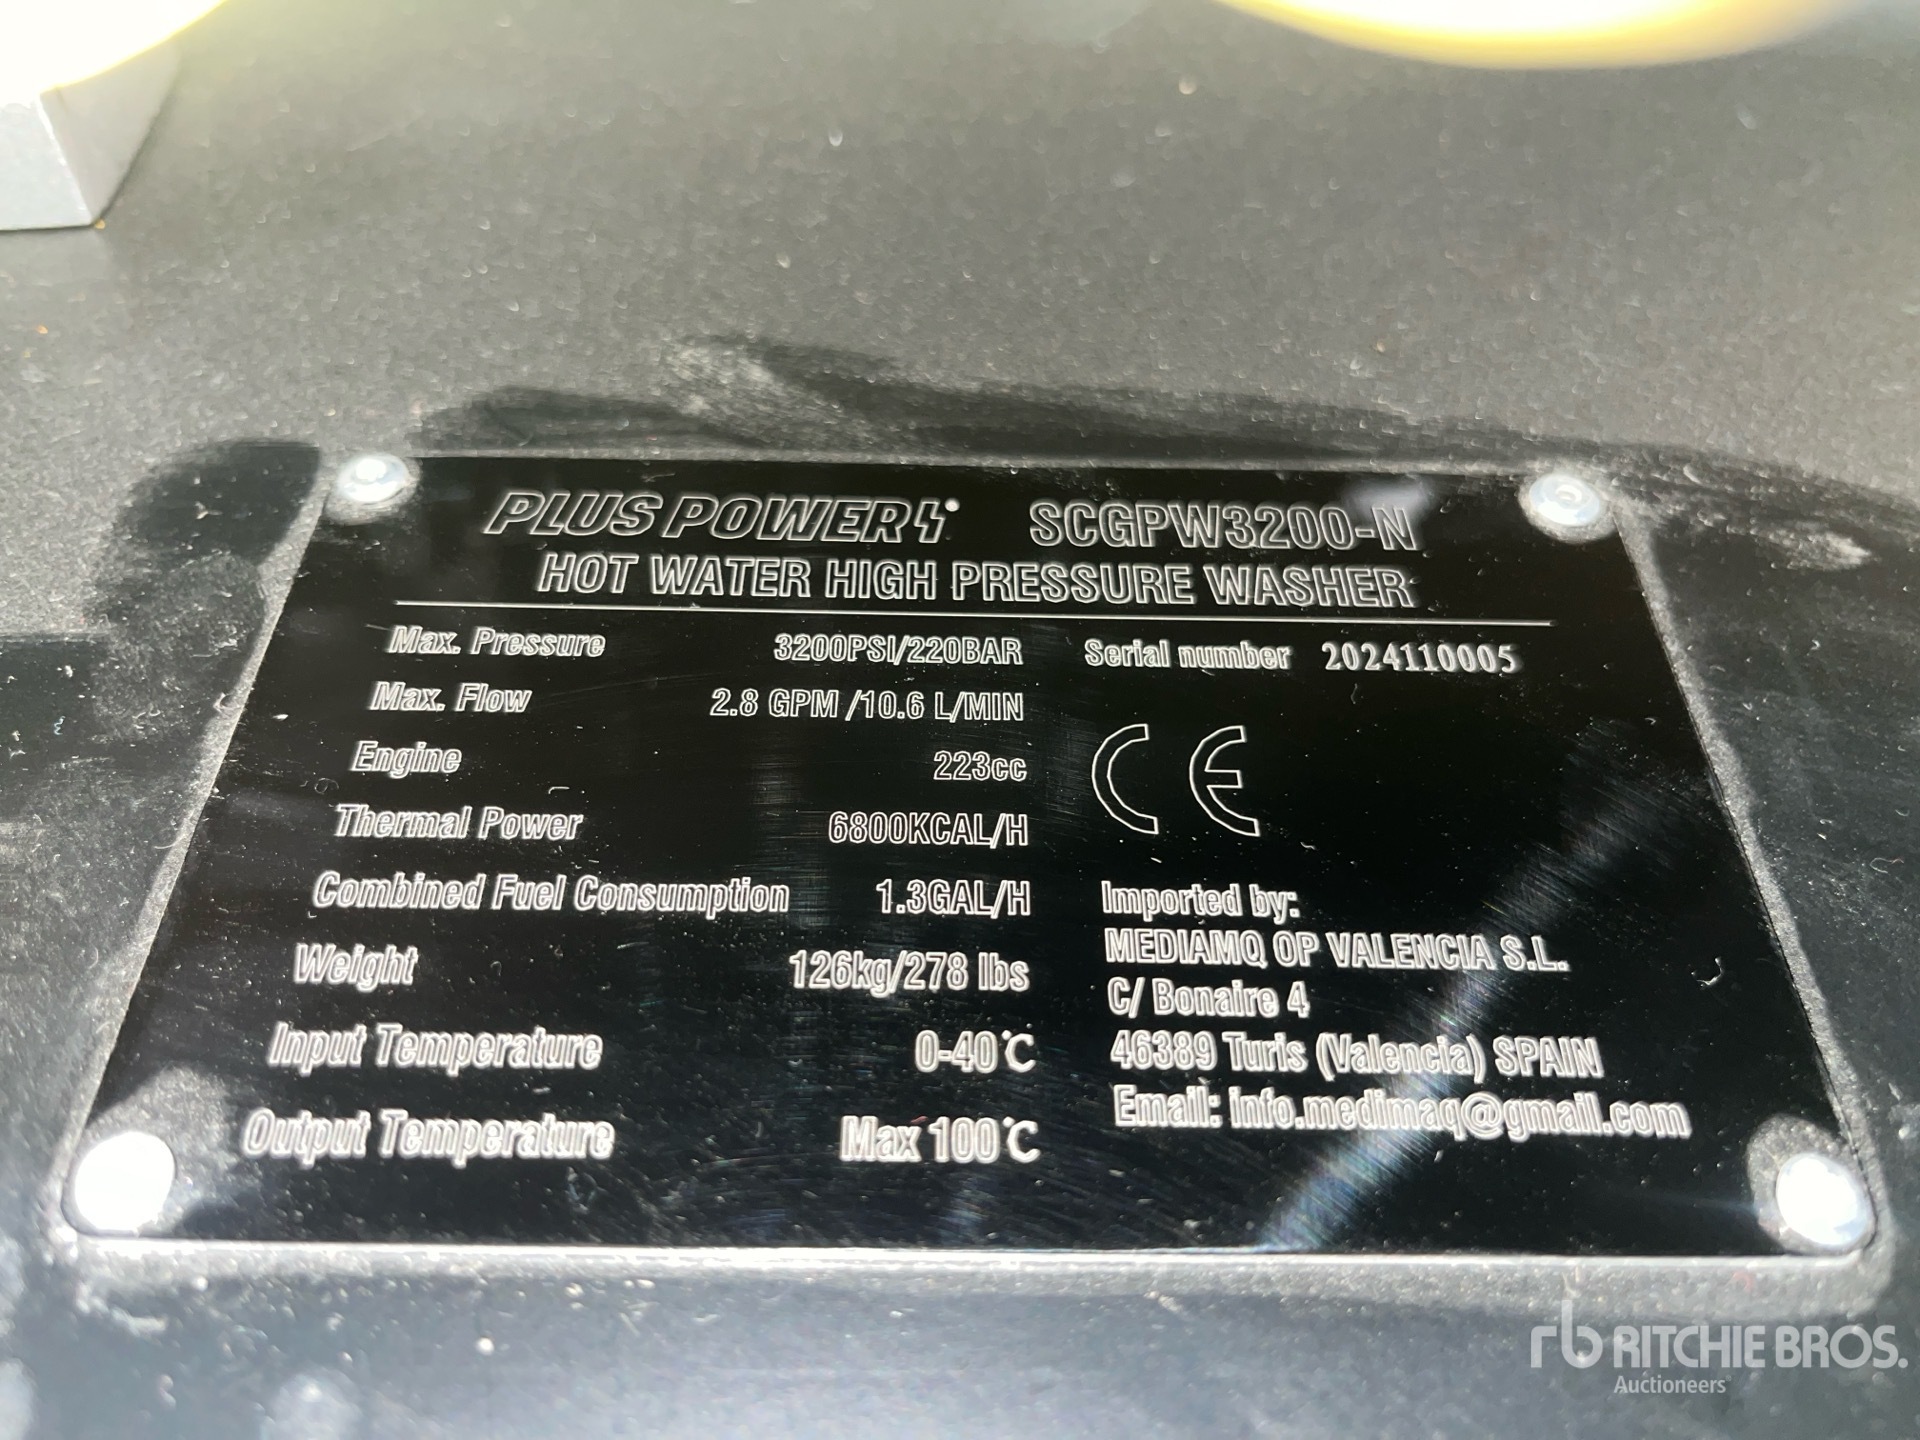 PLUS POWER SCGPW3200-N
HOT WATER HIGH PRESSURE WASHER
Max. Pressure 3200PSI/220BAR
Max. Flow 2.8 GPM /10.6 L/MIN
Engine 223cc
Thermal Power 6800KCAL/H
Combined Fuel Consumption 1.3GAL/H
Weight 126kg/278 lbs
Input Temperature 0-40℃
Output Temperature Max 100℃
Serial number 2024110005
CE
Imported by:
MEDIAMQ OP VALENCIA S.L.
C/ Bonaire 4
46389 Turis (Valencia) SPAIN
Email: info.medimaq@gmail.com
rb RITCHIE BROS.
Auctioneers